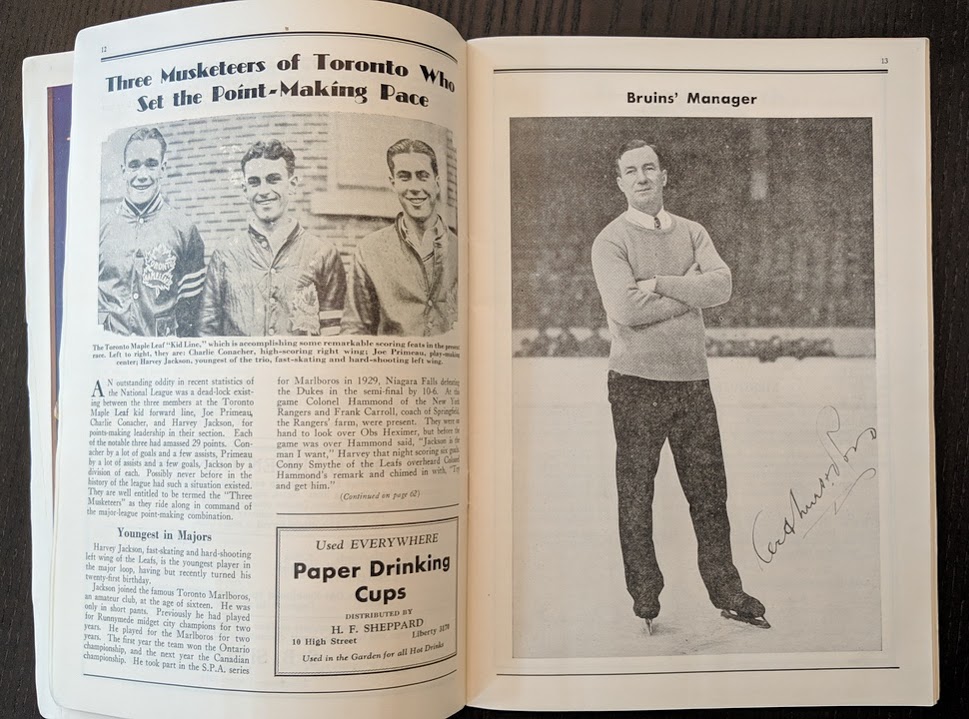 12
Three Musketeers of Toronto Who
Set the Point-Making Pace
TORONTO
MAPLE LEAFS
The Toronto Maple Leaf "Kid Line," which is accomplishing some remarkable scoring feats in the present
race. Left to right, they are: Charlie Conacher, high-scoring right wing; Joe Primeau, play-making
center; Harvey Jackson, youngest of the trio, fast-skating and hard-shooting left wing.
AN outstanding oddity in recent statistics of
the National League was a dead-lock exist-
ing between the three members at the Toronto
Maple Leaf kid forward line, Joe Primeau,
Charlie Conacher, and Harvey Jackson, for
points-making leadership in their section. Each
of the notable three had amassed 29 points. Con-
acher by a lot of goals and a few assists, Primeau
by a lot of assists and a few goals, Jackson by a
division of each. Possibly never before in the
history of the league had such a situation existed.
They are well entitled to be termed the "Three
Musketeers" as they ride along in command of
the major-league point-making combination.
Youngest in Majors
Harvey Jackson, fast-skating and hard-shooting
left wing of the Leafs, is the youngest player in
the major loop, having but recently turned his
twenty-first birthday.
Jackson joined the famous Toronto Marlboros,
an amateur club, at the age of sixteen. He was
only in short pants. Previously he had played
for Runnymede midget city champions for two
years. He played for the Marlboros for two
years. The first year the team won the Ontario
championship, and the next year the Canadian
championship. He took part in the S.P.A. series
for Marlboros in 1929, Niagara Falls defeating
the Dukes in the semi-final by 10-6. At the
game Colonel Hammond of the New York
Rangers and Frank Carroll, coach of Springfield,
the Rangers' farm, were present. They were on
hand to look over Obs Heximer, but before the
game was over Hammond said, "Jackson is the
man I want," Harvey that night scoring six goals.
Conny Smythe of the Leafs overheard Colonel
Hammond's remark and chimed in with, "Try
and get him."
(Continued on page 62)
Used EVERYWHERE
Paper Drinking
Cups
DISTRIBUTED BY
H. F. SHEPPARD
10 High Street Liberty 3170
Used in the Garden for all Hot Drinks
13
Bruins' Manager